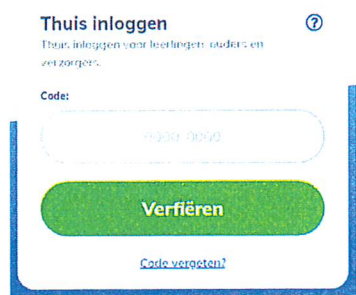 Thuis inloggen
Thuis inloggen voor leerlingen, ouders en
verzorgers.
Code:
Verfiëren
Code vergeten?